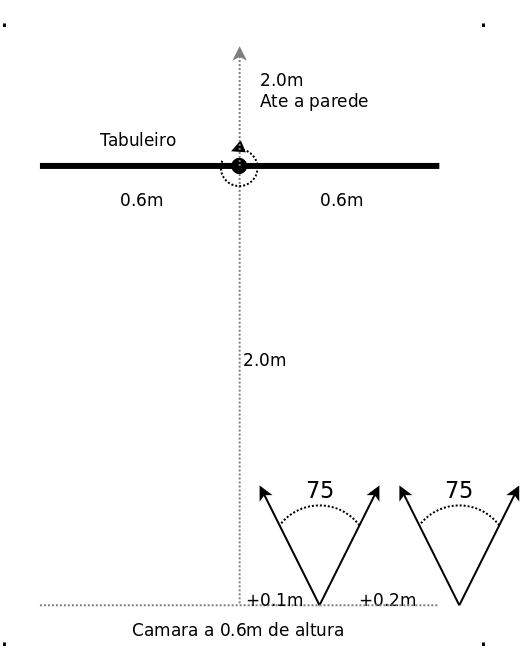 2.0m
Ate a parede
Tabuleiro
0.6m
0.6m
2.0m
75
75
+0.1m
+0.2m
Camara a 0.6m de altura